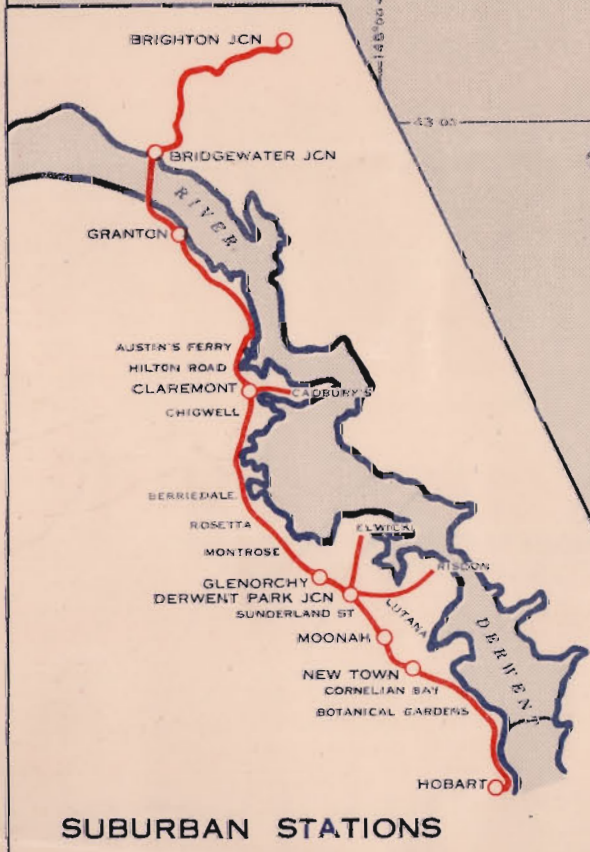 BRIGHTON JCN
43 00
BRIDGEWATER JCN
RIVER
GRANTON
AUSTIN'S FERRY
HILTON ROAD
CLAREMONT
CADBURY'S
CHIGWELL
BERRIEDALE
ROSETTA
ELWICK
MONTROSE
RISDON
GLENORCHY
DERWENT PARK JCN
LUTANA
SUNDERLAND ST
DERWENT
MOONAH
NEW TOWN
CORNELIAN BAY
BOTANICAL GARDENS
HOBART
SUBURBAN STATIONS